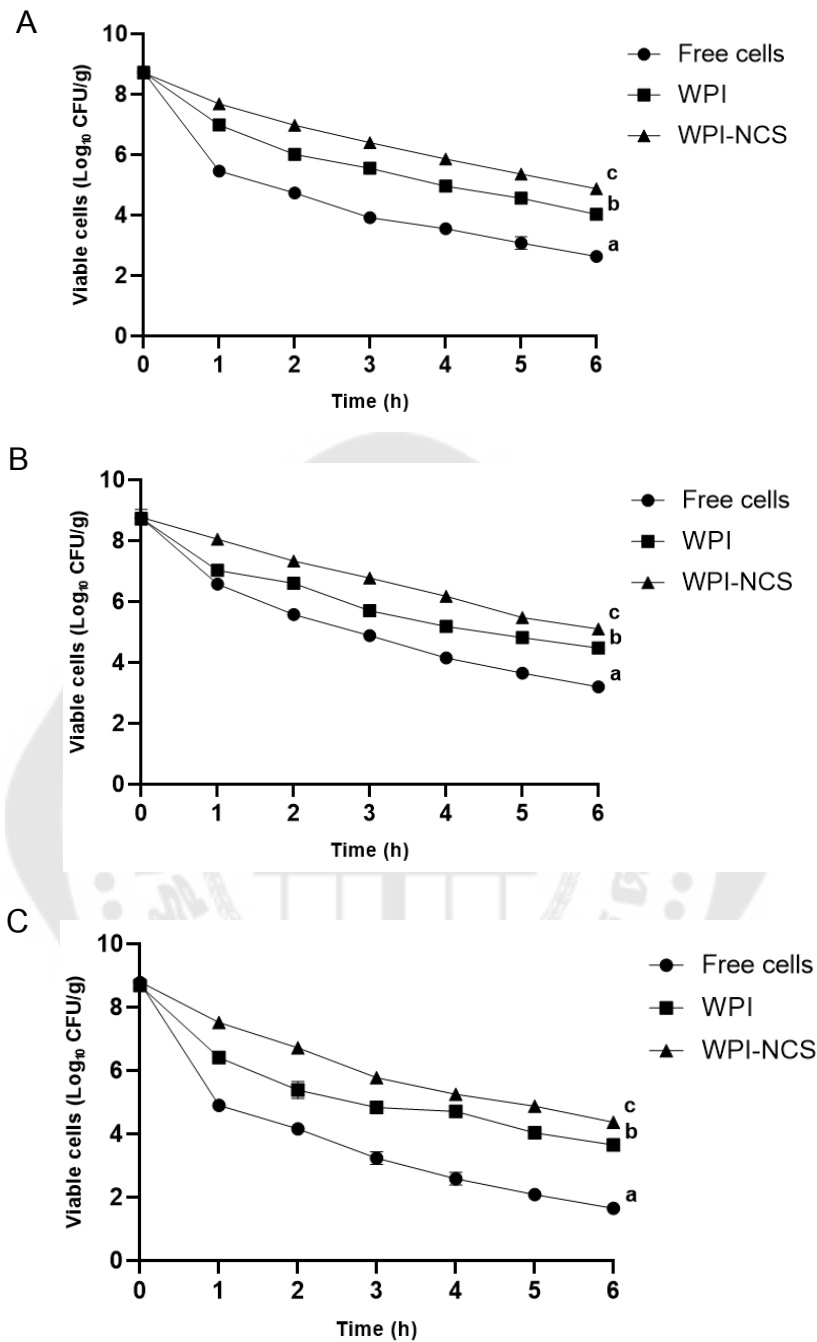 A
Viable cells (Log₁₀ CFU/g)
10
8
6
4
2
0
0 1 2 3 4 5 6
Time (h)
Free cells
WPI
WPI-NCS
c
b
a
B
Viable cells (Log₁₀ CFU/g)
10
8
6
4
2
0
0 1 2 3 4 5 6
Time (h)
Free cells
WPI
WPI-NCS
c
b
a
C
Viable cells (Log₁₀ CFU/g)
10
8
6
4
2
0
0 1 2 3 4 5 6
Time (h)
Free cells
WPI
WPI-NCS
c
b
a